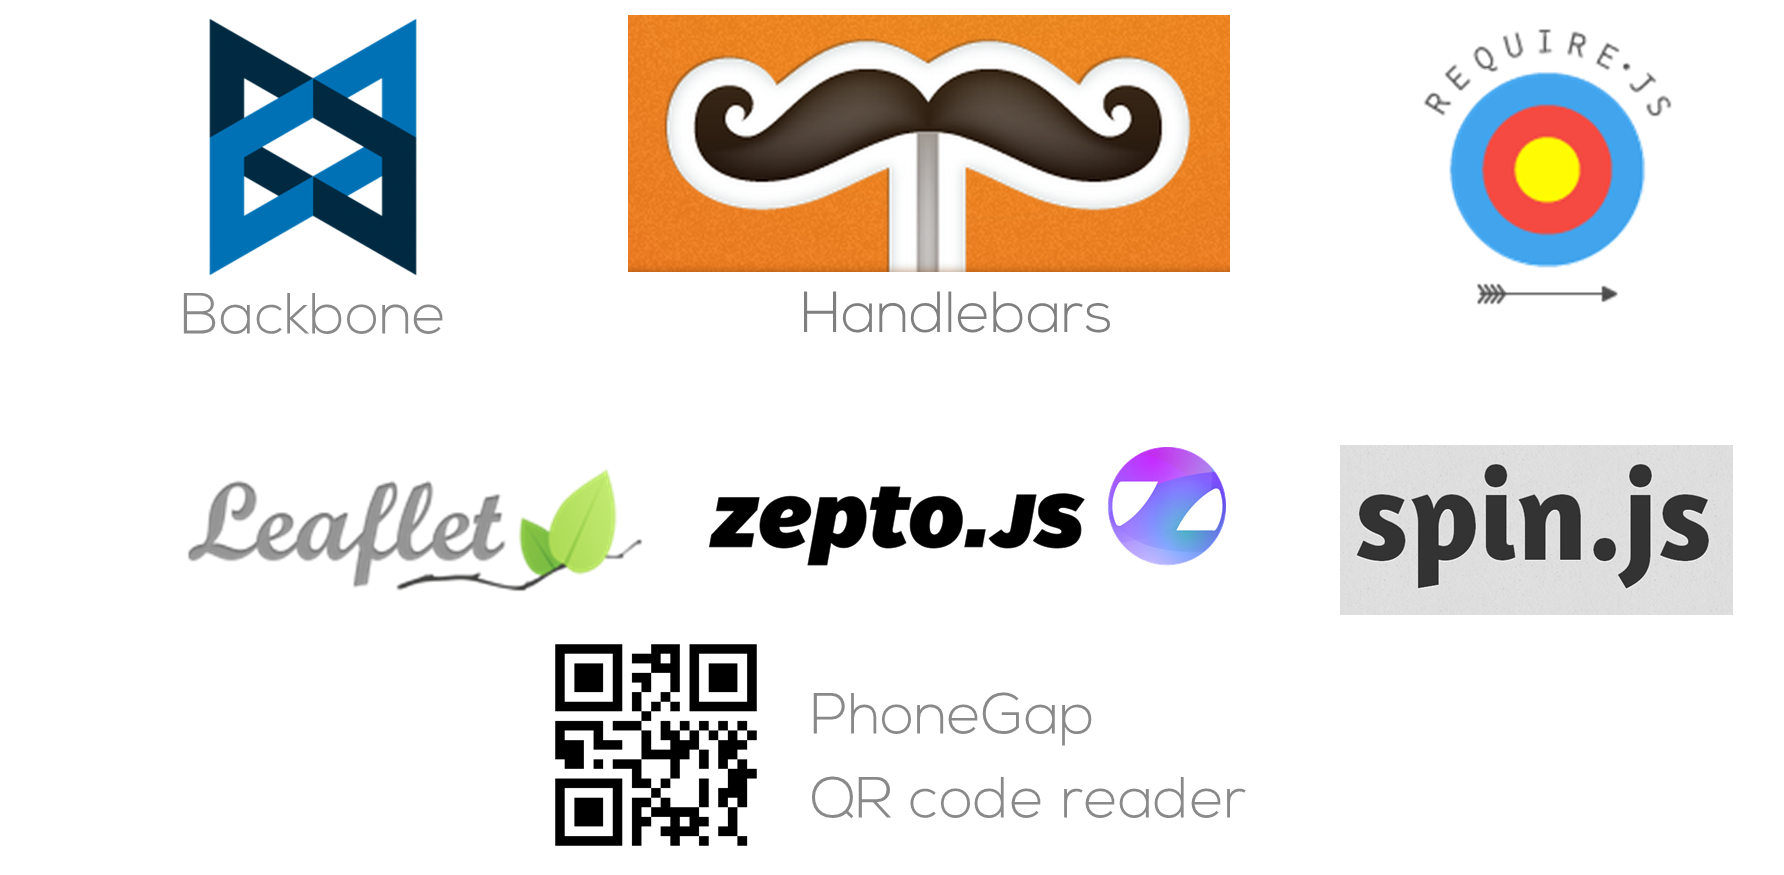 REQUIRE•JS
Backbone
Handlebars
Leaflet
zepto.JS
spin.js
PhoneGap
QR code reader